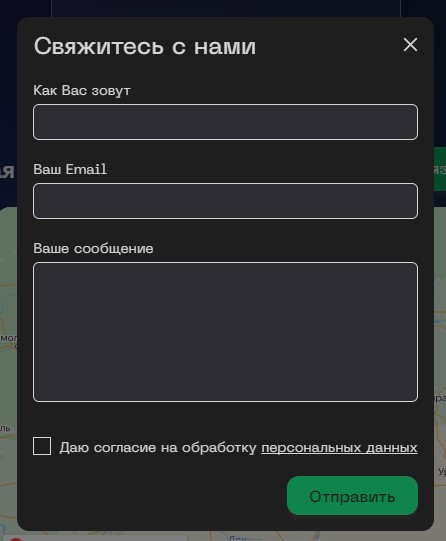 Свяжитесь с нами
Как Вас зовут
Ваш Email
Ваше сообщение
Даю согласие на обработку персональных данных
Отправить